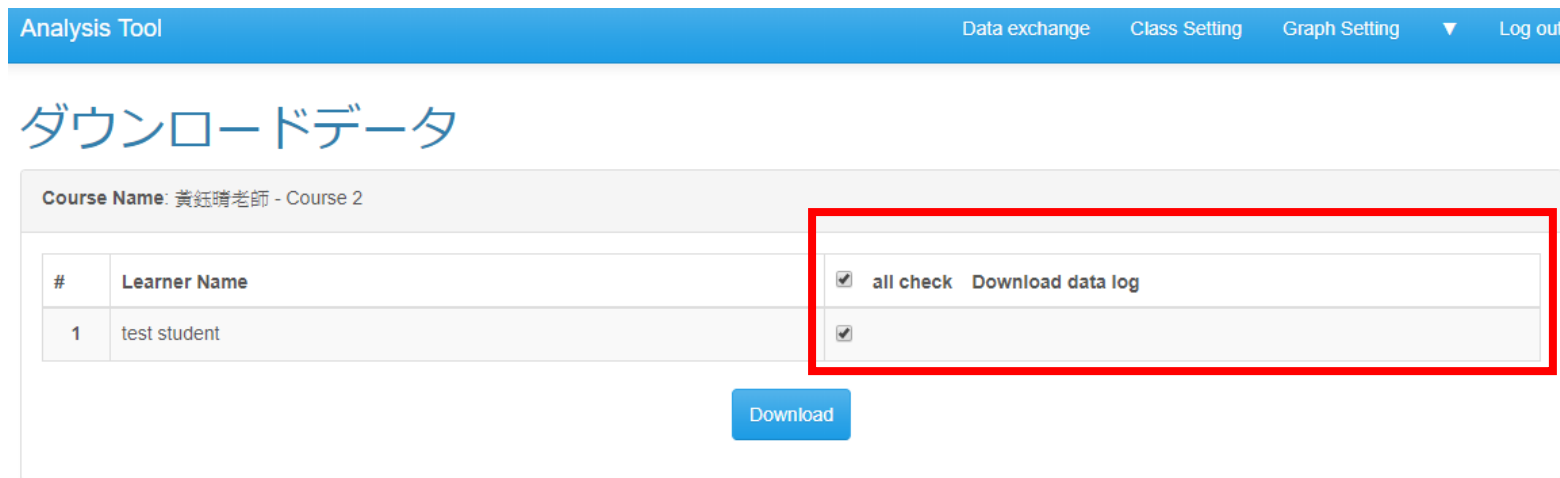 Analysis Tool Data exchange Class Setting Graph Setting ▼ Log out
ダウンロードデータ
Course Name: 黃鈺晴老師 - Course 2
# Learner Name all check Download data log
1 test student
Download